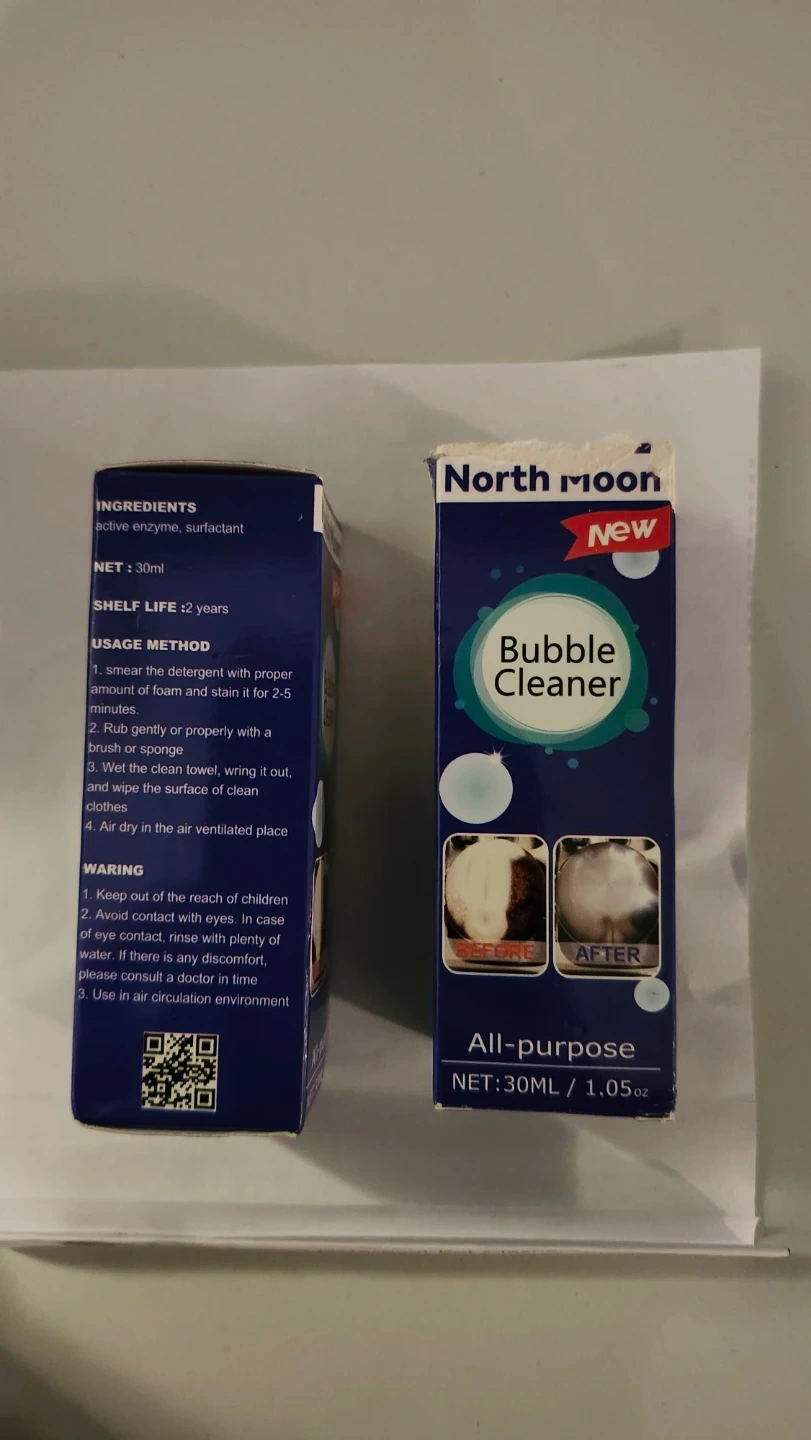 INGREDIENTS
active enzyme, surfactant
NET : 30ml
SHELF LIFE :2 years
USAGE METHOD
1. smear the detergent with proper
amount of foam and stain it for 2-5
minutes.
2. Rub gently or properly with a
brush or sponge
3. Wet the clean towel, wring it out,
and wipe the surface of clean
clothes
4. Air dry in the air ventilated place
WARING
1. Keep out of the reach of children
2. Avoid contact with eyes. In case
of eye contact, rinse with plenty of
water. If there is any discomfort,
please consult a doctor in time
3. Use in air circulation environment
North Moon
New
Bubble
Cleaner
BEFORE
AFTER
All-purpose
NET:30ML / 1.05oz